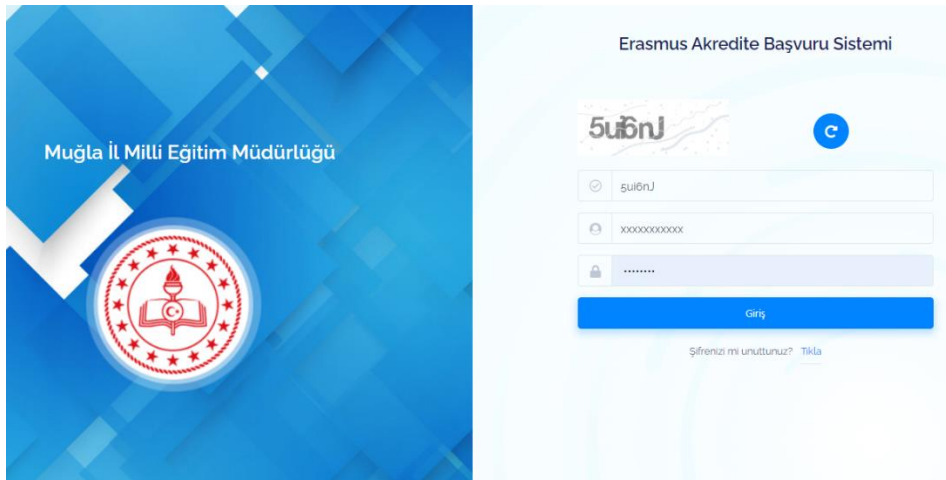 Muğla İl Milli Eğitim Müdürlüğü
Erasmus Akredite Başvuru Sistemi
5ui6nJ
5ui6nJ
xxxxxxxxxxx
••••••••
Giriş
Şifrenizi mi unuttunuz? Tıkla